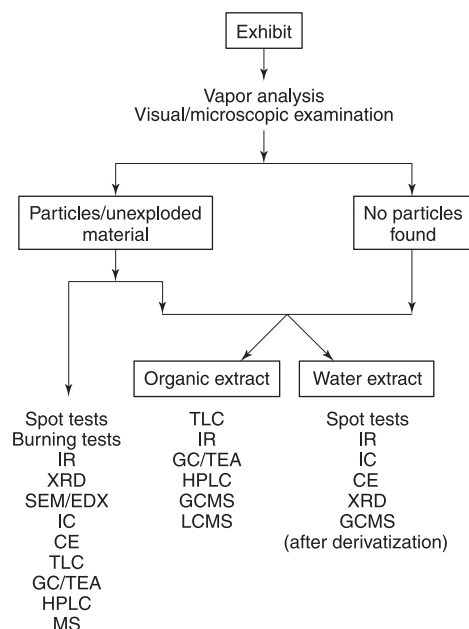 Exhibit
Vapor analysis
Visual/microscopic examination
Particles/unexploded
material
No particles
found
Organic extract
Water extract
Spot tests
Burning tests
IR
XRD
SEM/EDX
IC
CE
TLC
GC/TEA
HPLC
MS
TLC
IR
GC/TEA
HPLC
GCMS
LCMS
Spot tests
IR
IC
CE
XRD
GCMS
(after derivatization)